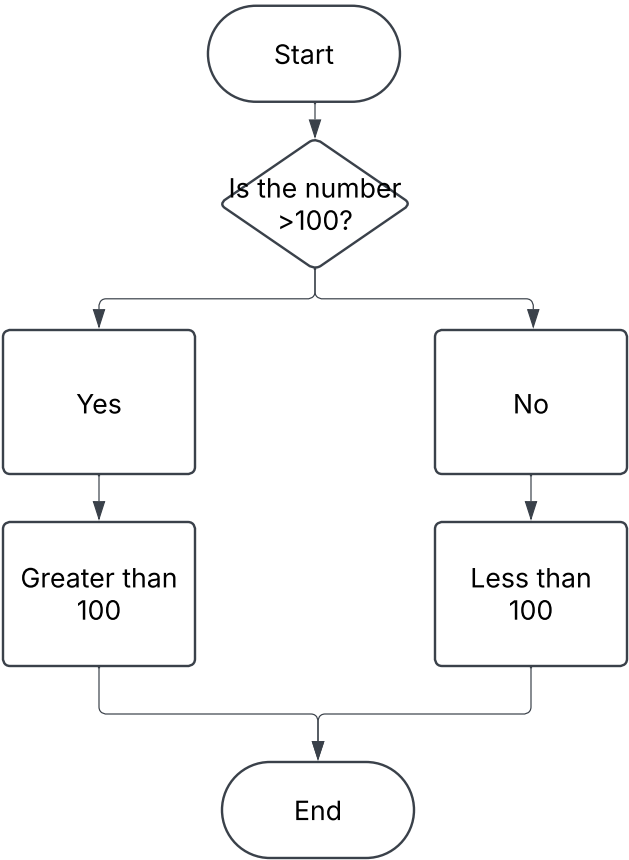 Start
Is the number
>100?
Yes
No
Greater than
100
Less than
100
End